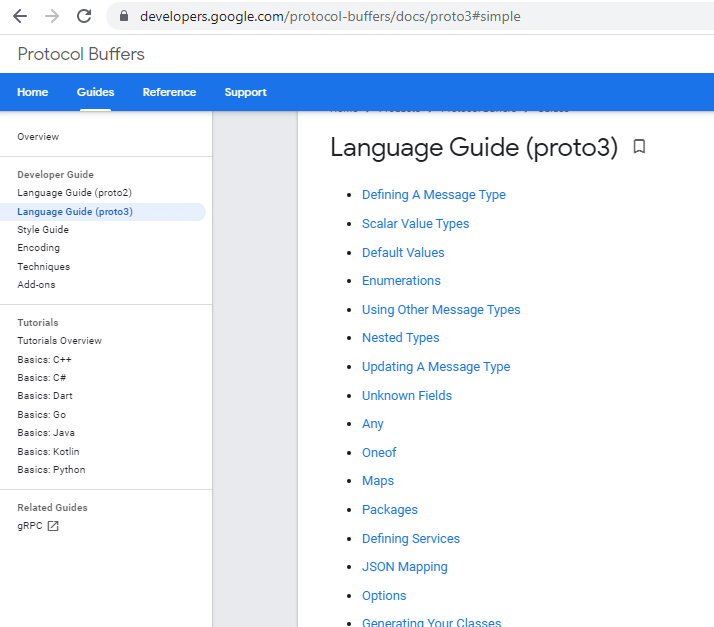 developers.google.com/protocol-buffers/docs/proto3#simple
Protocol Buffers
Home Guides Reference Support
Overview
Developer Guide
Language Guide (proto2)
Language Guide (proto3)
Style Guide
Encoding
Techniques
Add-ons
Tutorials
Tutorials Overview
Basics: C++
Basics: C#
Basics: Dart
Basics: Go
Basics: Java
Basics: Kotlin
Basics: Python
Related Guides
gRPC
Language Guide (proto3)
Defining A Message Type
Scalar Value Types
Default Values
Enumerations
Using Other Message Types
Nested Types
Updating A Message Type
Unknown Fields
Any
Oneof
Maps
Packages
Defining Services
JSON Mapping
Options
Generating Your Classes